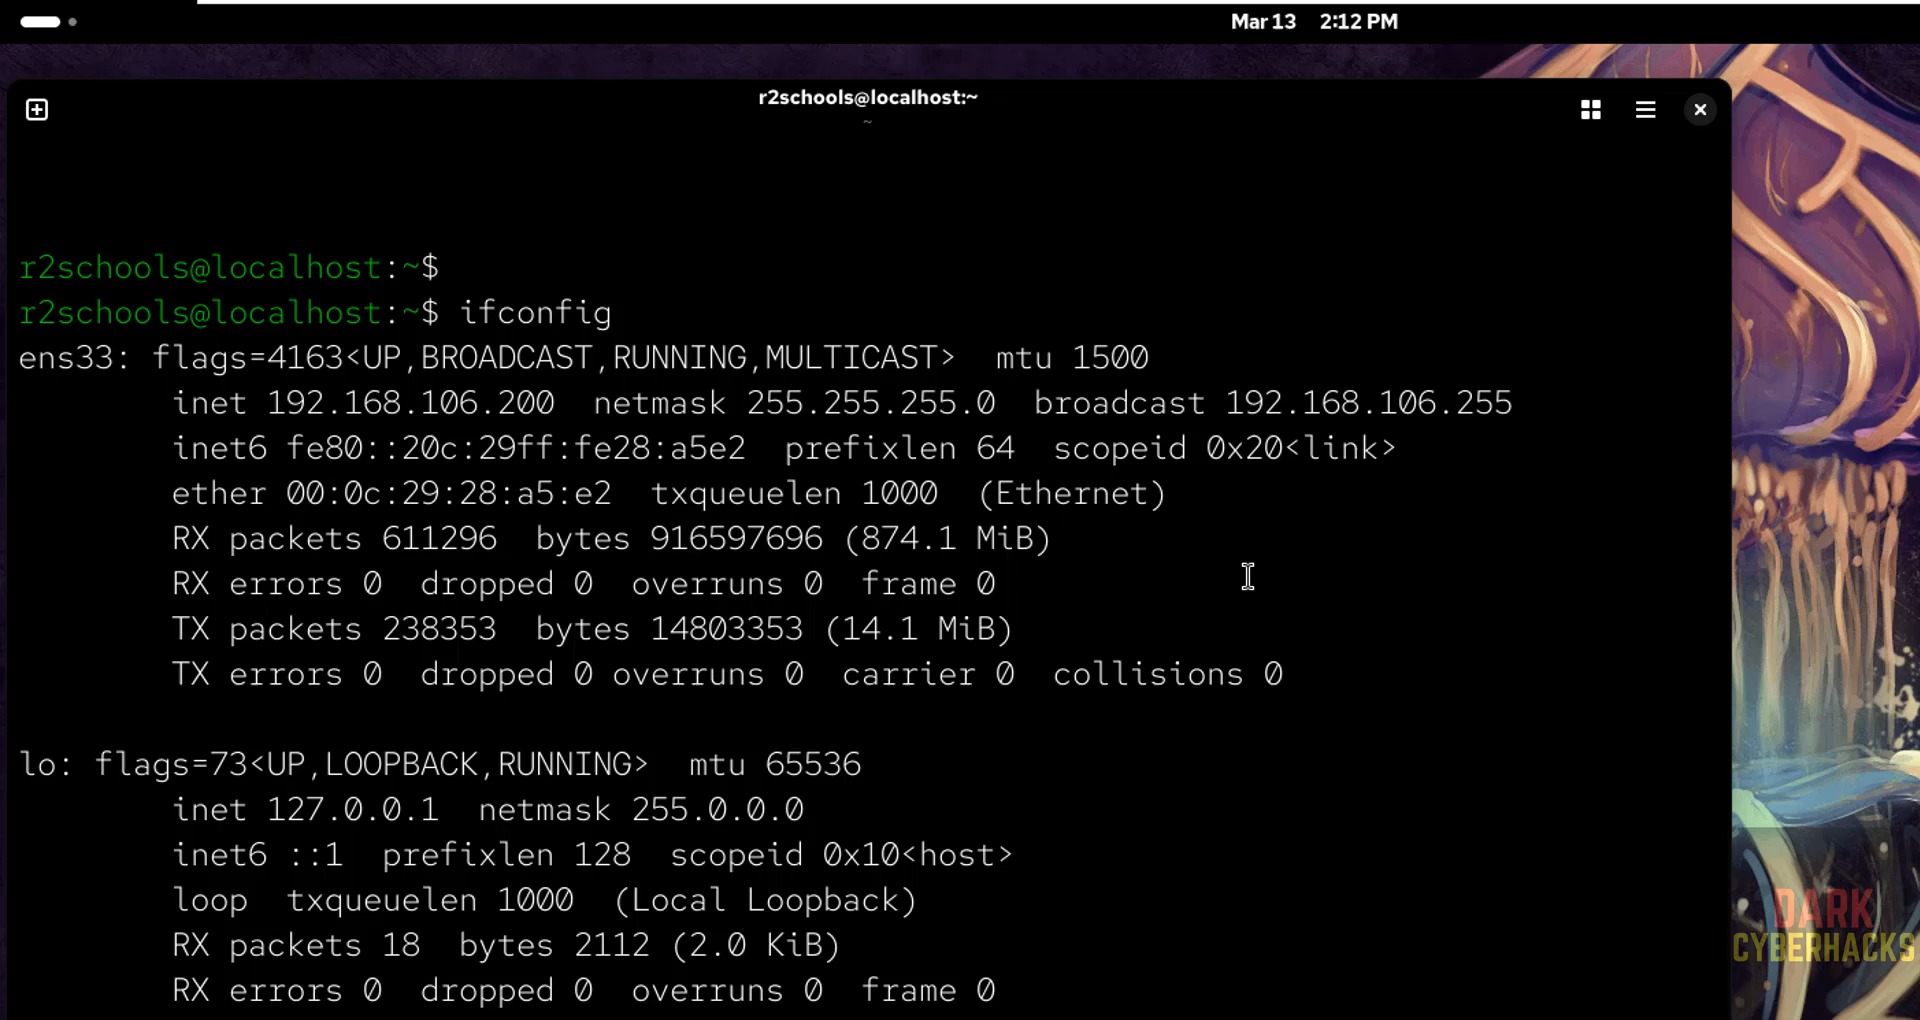 Mar 13 2:12 PM
r2schools@localhost:~
~
r2schools@localhost:~$
r2schools@localhost:~$ ifconfig
ens33: flags=4163<UP,BROADCAST,RUNNING,MULTICAST>  mtu 1500
        inet 192.168.106.200  netmask 255.255.255.0  broadcast 192.168.106.255
        inet6 fe80::20c:29ff:fe28:a5e2  prefixlen 64  scopeid 0x20<link>
        ether 00:0c:29:28:a5:e2  txqueuelen 1000  (Ethernet)
        RX packets 611296  bytes 916597696 (874.1 MiB)
        RX errors 0  dropped 0  overruns 0  frame 0
        TX packets 238353  bytes 14803353 (14.1 MiB)
        TX errors 0  dropped 0 overruns 0  carrier 0  collisions 0
lo: flags=73<UP,LOOPBACK,RUNNING>  mtu 65536
        inet 127.0.0.1  netmask 255.0.0.0
        inet6 ::1  prefixlen 128  scopeid 0x10<host>
        loop  txqueuelen 1000  (Local Loopback)
        RX packets 18  bytes 2112 (2.0 KiB)
        RX errors 0  dropped 0  overruns 0  frame 0
DARK
CYBERHACKS